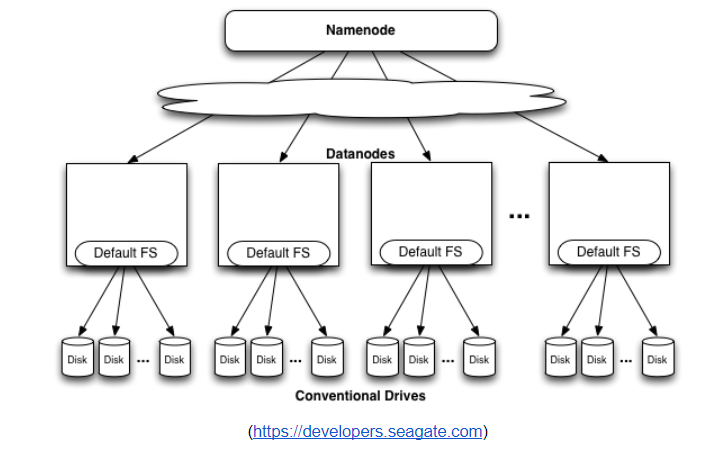 Namenode
Datanodes
...
Default FS Default FS Default FS Default FS
Disk Disk ... Disk Disk Disk ... Disk Disk Disk ... Disk Disk Disk ... Disk
Conventional Drives
(https://developers.seagate.com)